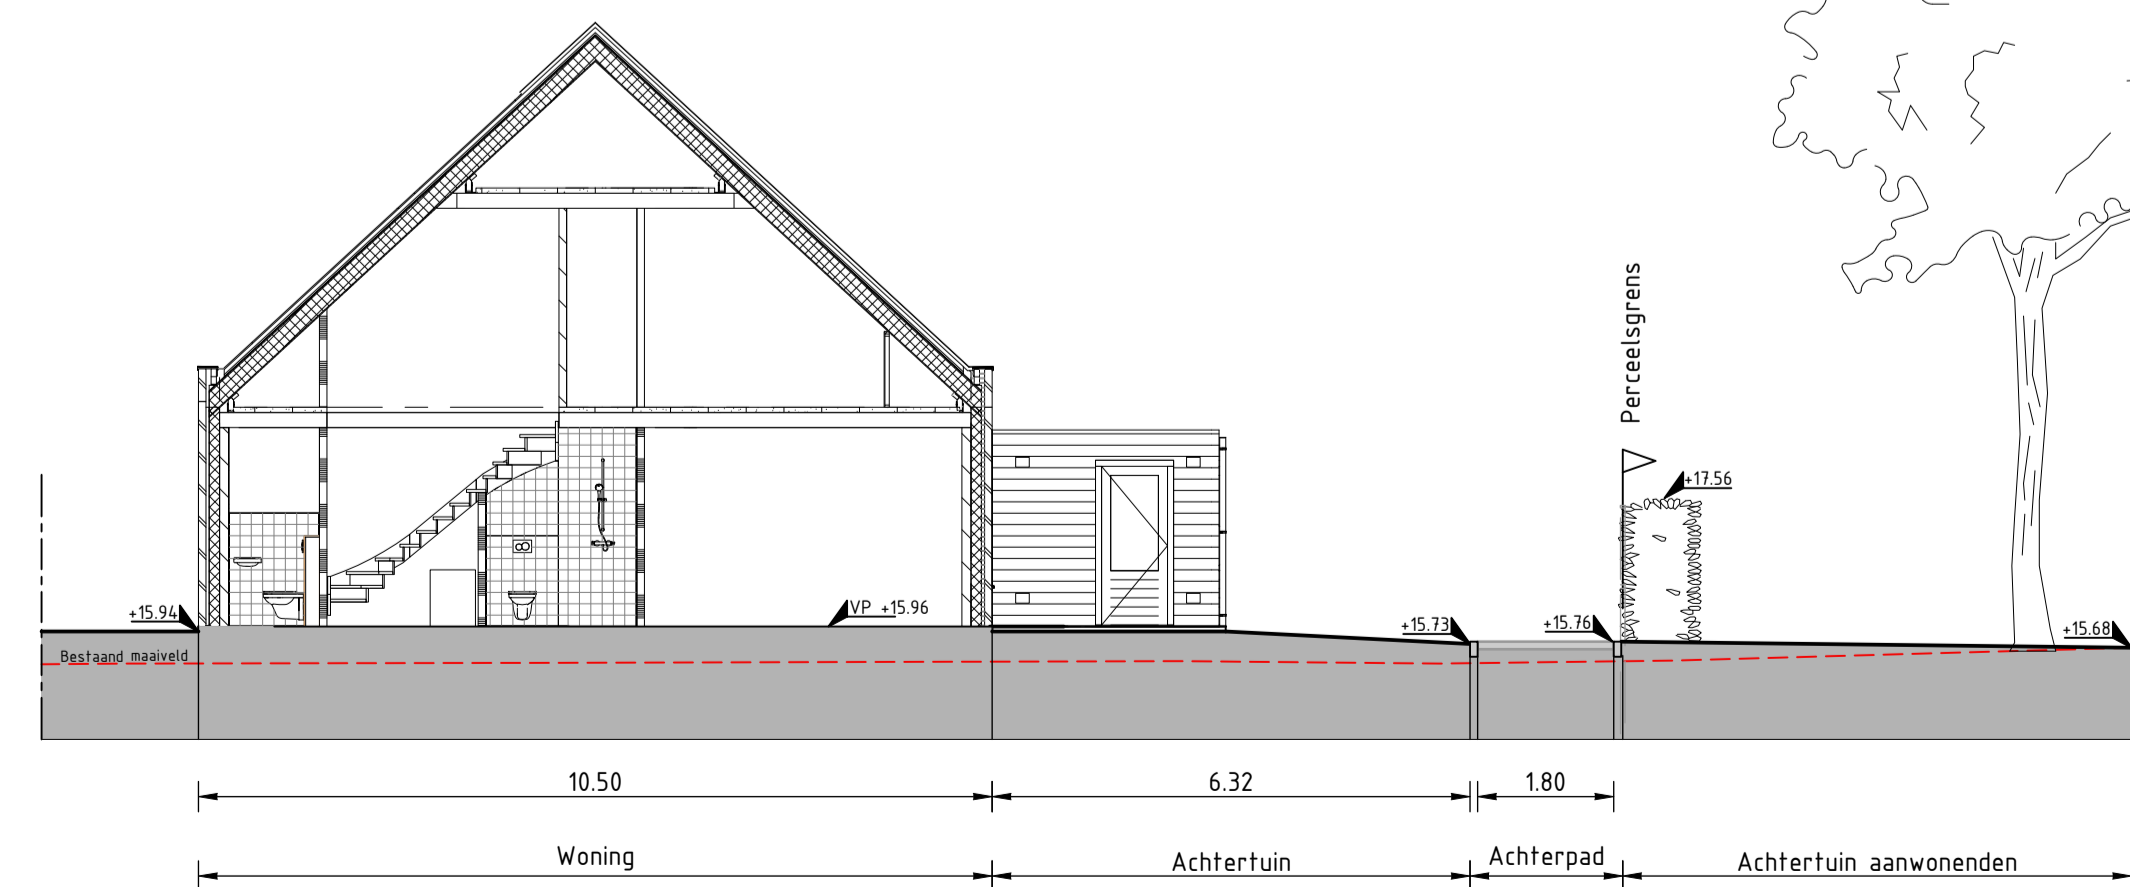 Perceelsgrens
+17.56
+15.94
VP +15.96
+15.73
+15.76
+15.68
Bestaand maaiveld
10.50
6.32
1.80
Woning
Achtertuin
Achterpad
Achtertuin aanwonenden